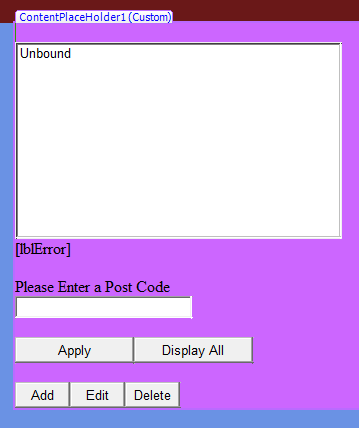 ContentPlaceHolder1 (Custom)
Unbound
[lblError]
Please Enter a Post Code
Apply Display All
Add Edit Delete